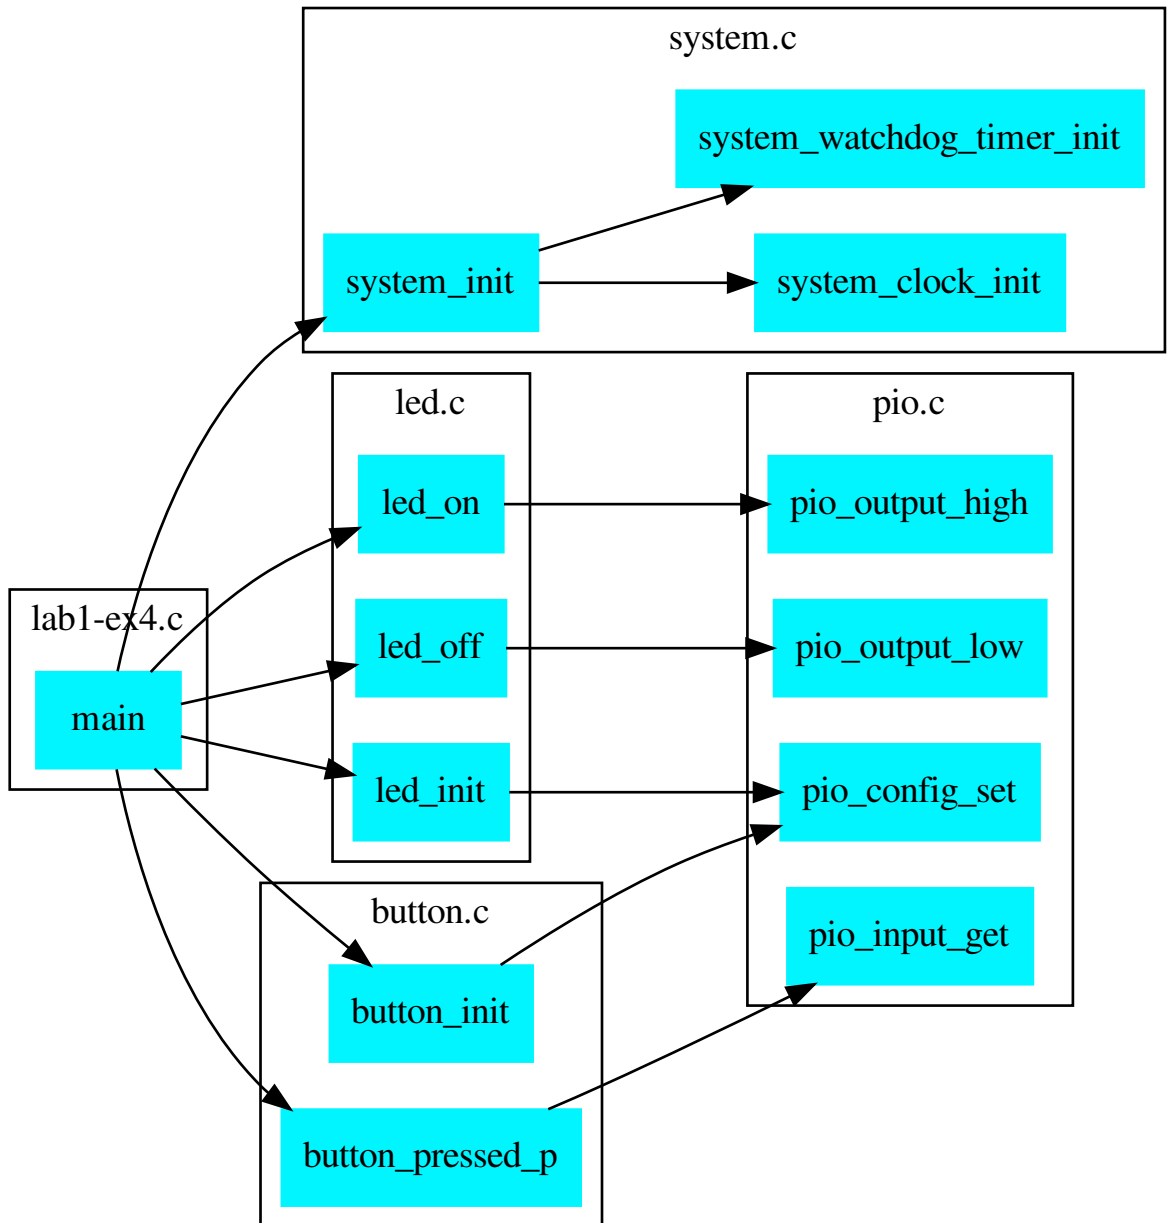 system.c
system_watchdog_timer_init
system_init
system_clock_init
led.c
pio.c
led_on
pio_output_high
lab1-ex4.c
led_off
pio_output_low
main
led_init
pio_config_set
button.c
pio_input_get
button_init
button_pressed_p